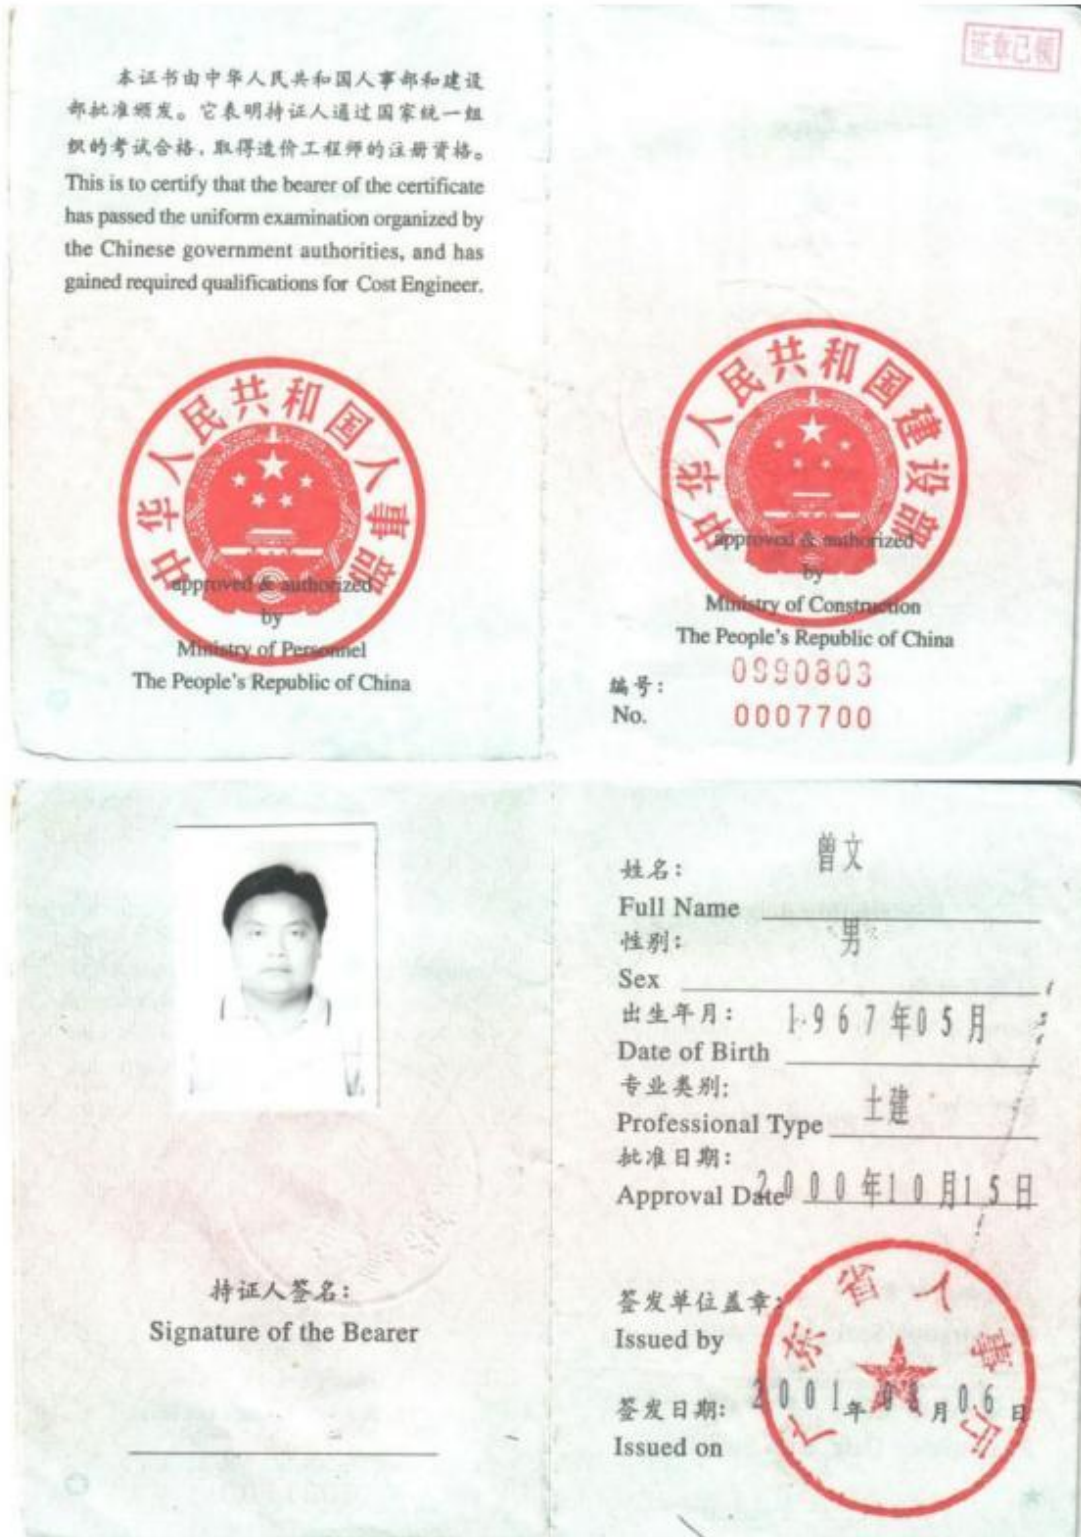 证章已领
本证书由中华人民共和国人事部和建设
部批准颁发。它表明持证人通过国家统一组
织的考试合格，取得造价工程师的注册资格。
This is to certify that the bearer of the certificate
has passed the uniform examination organized by
the Chinese government authorities, and has
gained required qualifications for Cost Engineer.
中华人民共和国人事部
approved & authorized
by
Ministry of Personnel
The People's Republic of China
中华人民共和国建设部
approved & authorized
by
Ministry of Construction
The People's Republic of China
编号: 0990803
No. 0007700
姓名: 曾文
Full Name
性别: 男
Sex
出生年月: 1967年05月
Date of Birth
专业类别: 土建
Professional Type
批准日期:
Approval Date 2000年10月15日
持证人签名:
Signature of the Bearer
签发单位盖章:
Issued by
广东省人事厅
签发日期: 2001年08月06日
Issued on